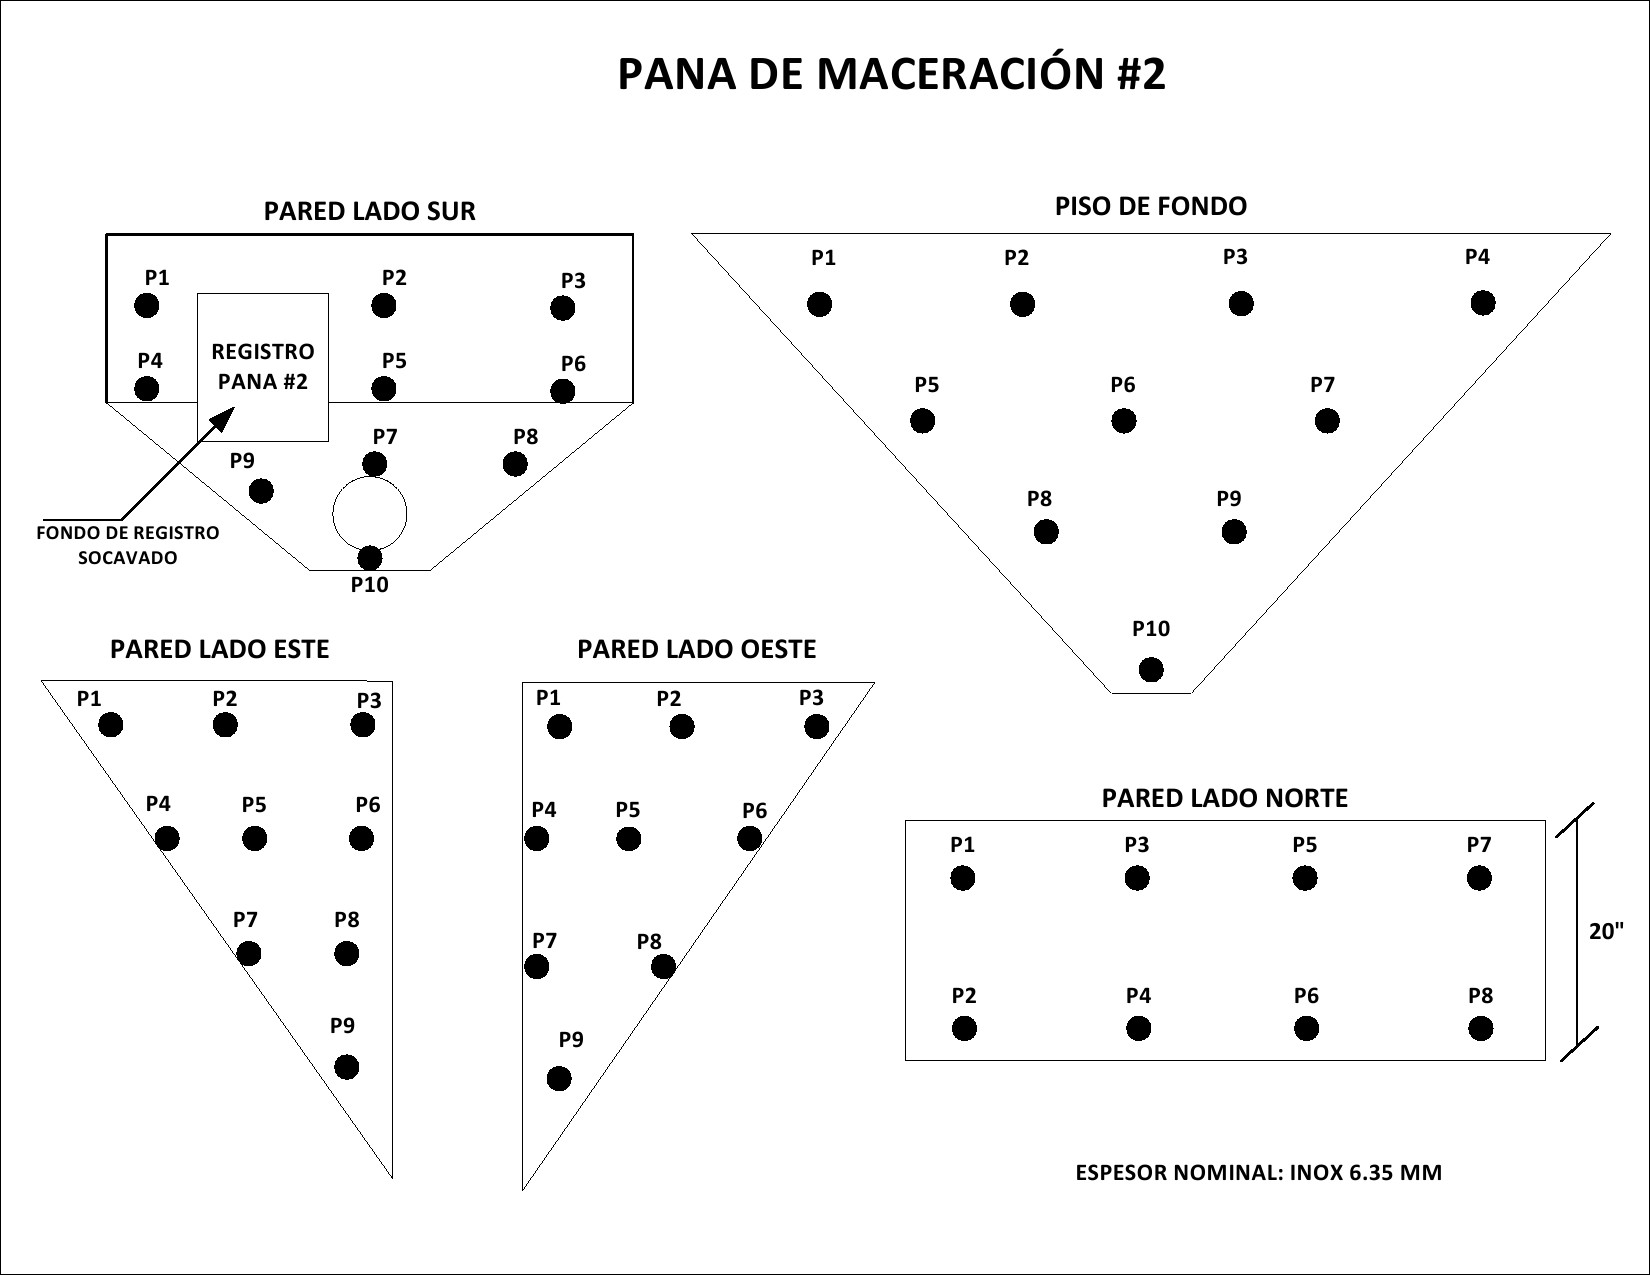 PANA DE MACERACIÓN #2
PARED LADO SUR
P1
P2
P3
REGISTRO
PANA #2
P4
P5
P6
P7
P8
P9
FONDO DE REGISTRO
SOCAVADO
P10
PISO DE FONDO
P1
P2
P3
P4
P5
P6
P7
P8
P9
P10
PARED LADO ESTE
P1
P2
P3
P4
P5
P6
P7
P8
P9
PARED LADO OESTE
P1
P2
P3
P4
P5
P6
P7
P8
P9
PARED LADO NORTE
P1
P3
P5
P7
20"
P2
P4
P6
P8
ESPESOR NOMINAL: INOX 6.35 MM